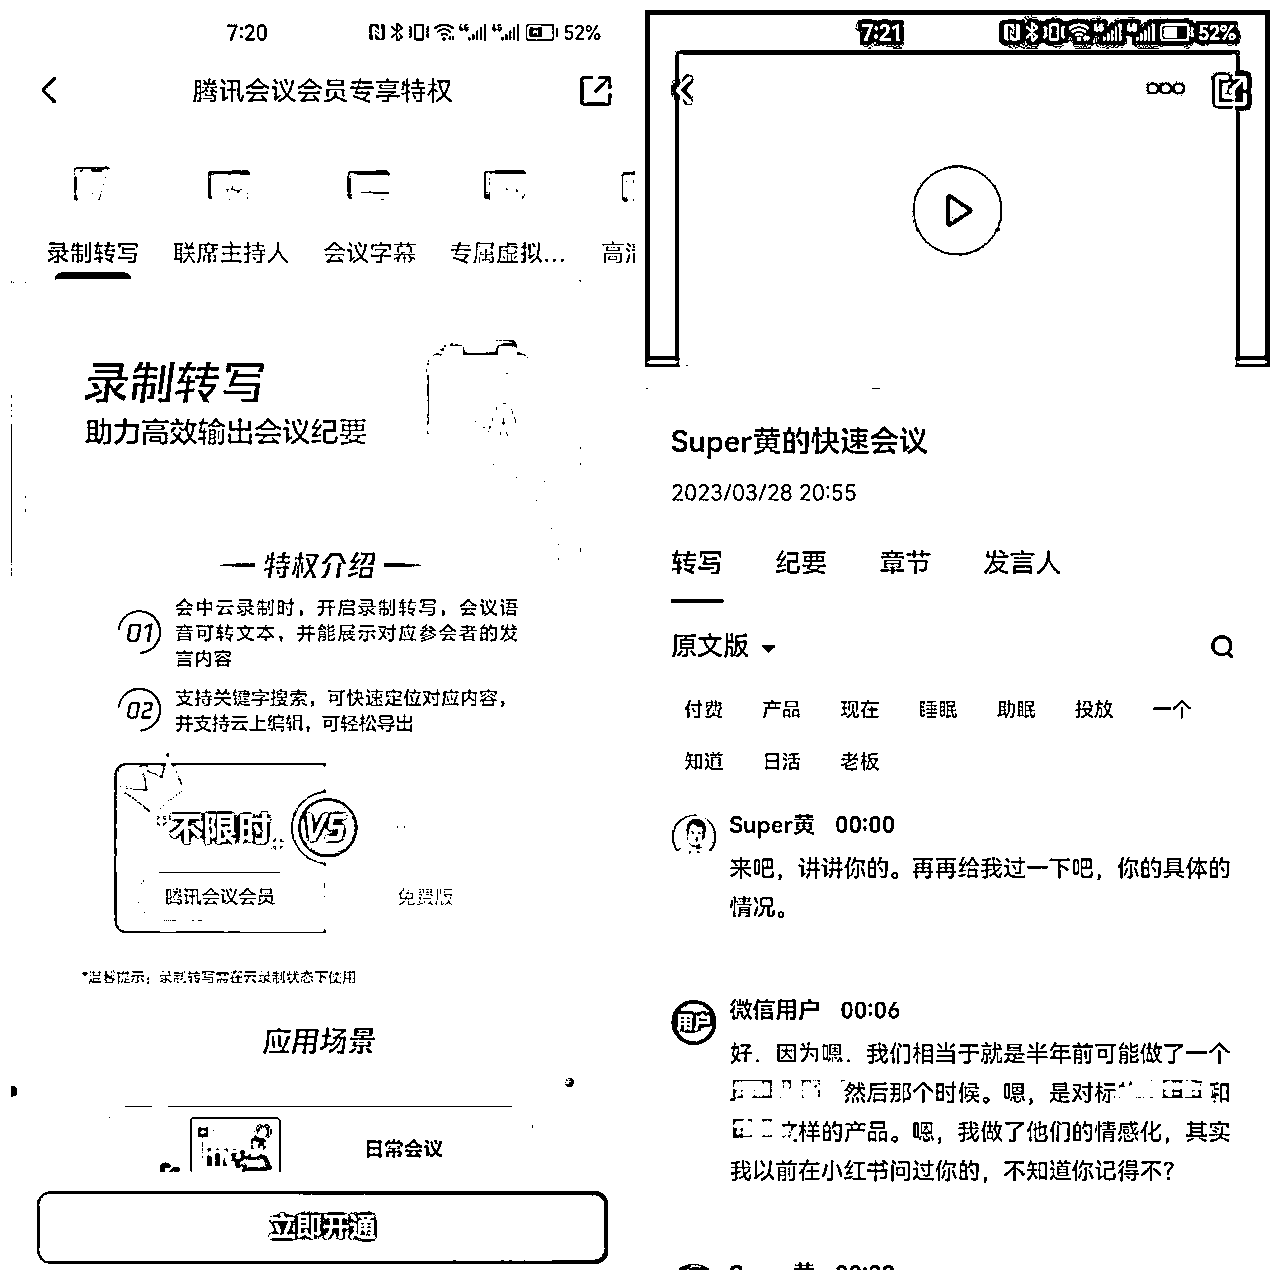 7:20
52%
腾讯会议会员专享特权
录制转写
联席主持人
会议字幕
专属虚拟...
高清
录制转写
助力高效输出会议纪要
特权介绍
01
会中云录制时，开启录制转写，会议语
音可转文本，并能展示对应参会者的发
言内容
02
支持关键字搜索，可快速定位对应内容，
并支持云上编辑，可轻松导出
不限时
VS
腾讯会议会员
免费版
*温馨提示：录制转写需在云录制状态下使用
应用场景
日常会议
立即开通
7:21
52%
Super黄的快速会议
2023/03/28 20:55
转写
纪要
章节
发言人
原文版
付费 产品 现在 睡眠 助眠 投放 一个
知道 日活 老板
Super黄 00:00
来吧，讲讲你的。再再给我过一下吧，你的具体的
情况。
用户
微信用户 00:06
好．因为嗯．我们相当于就是半年前可能做了一个
然后那个时候。嗯，是对标 和
样的产品。嗯，我做了他们的情感化，其实
我以前在小红书问过你的，不知道你记得不？